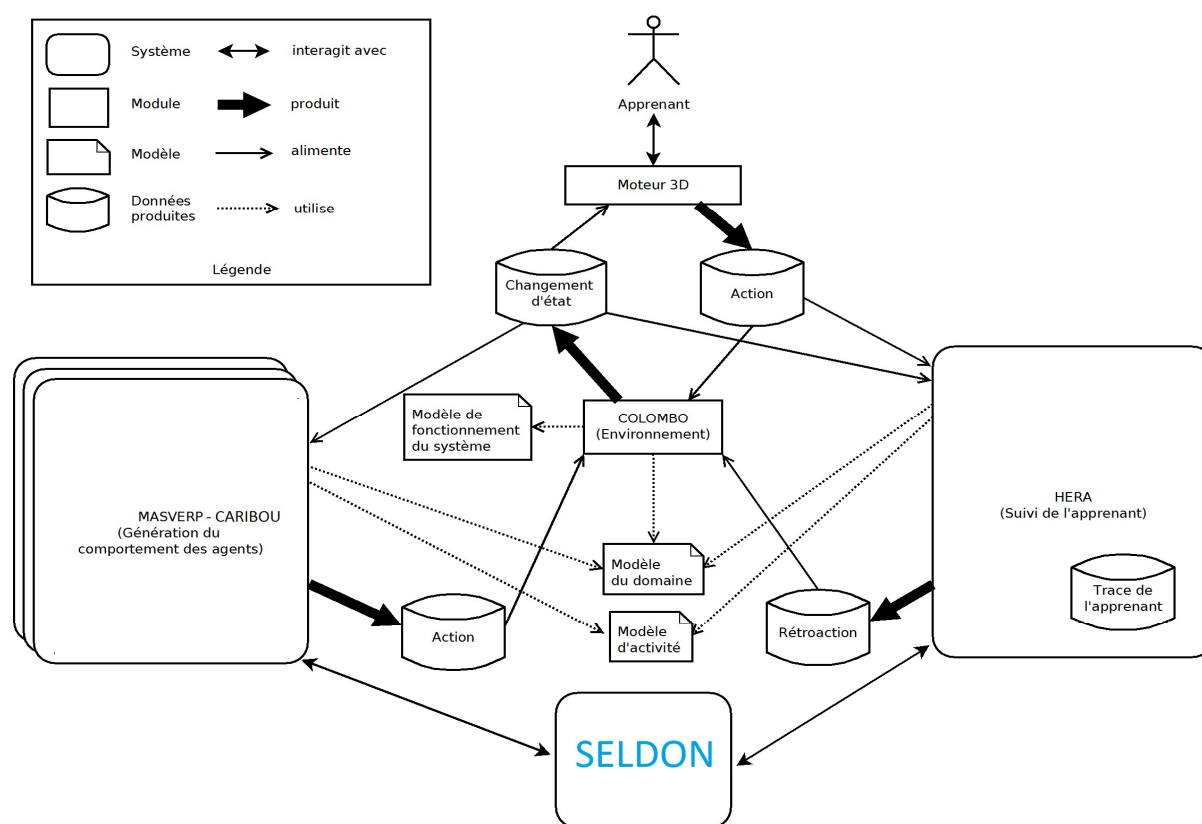 Système
interagit avec
Module
produit
Modèle
alimente
Données
produites
utilise
Légende
Apprenant
Moteur 3D
Changement
d'état
Action
Modèle de
fonctionnement
du système
COLOMBO
(Environnement)
MASVERP - CARIBOU
(Génération du
comportement des agents)
HERA
(Suivi de l'apprenant)
Modèle
du domaine
Trace de
l'apprenant
Action
Modèle
d'activité
Rétroaction
SELDON